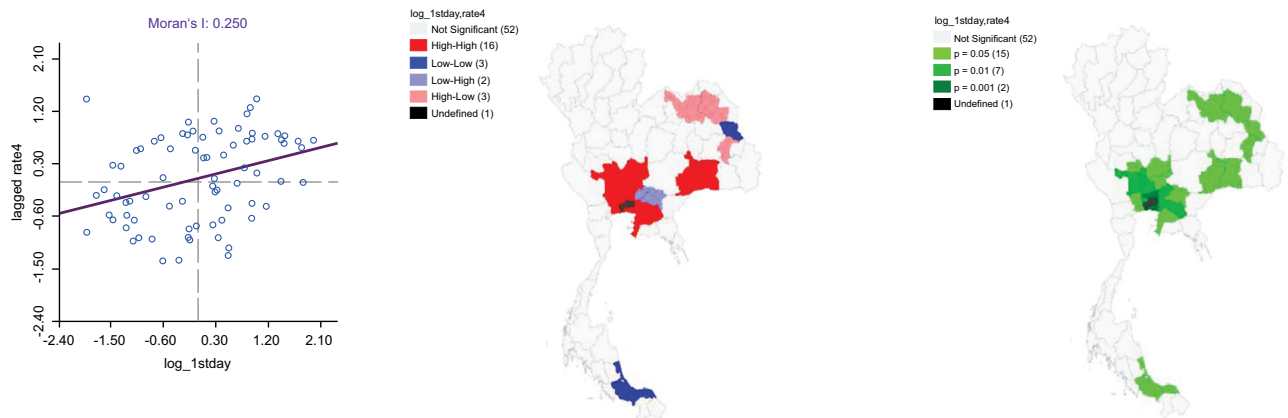 Moran's I: 0.250
2.10
1.20
0.30
-0.60
-1.50
-2.40
lagged rate4
-2.40 -1.50 -0.60 0.30 1.20 2.10
log_1stday
log_1stday,rate4
Not Significant (52)
High-High (16)
Low-Low (3)
Low-High (2)
High-Low (3)
Undefined (1)
log_1stday,rate4
Not Significant (52)
p = 0.05 (15)
p = 0.01 (7)
p = 0.001 (2)
Undefined (1)